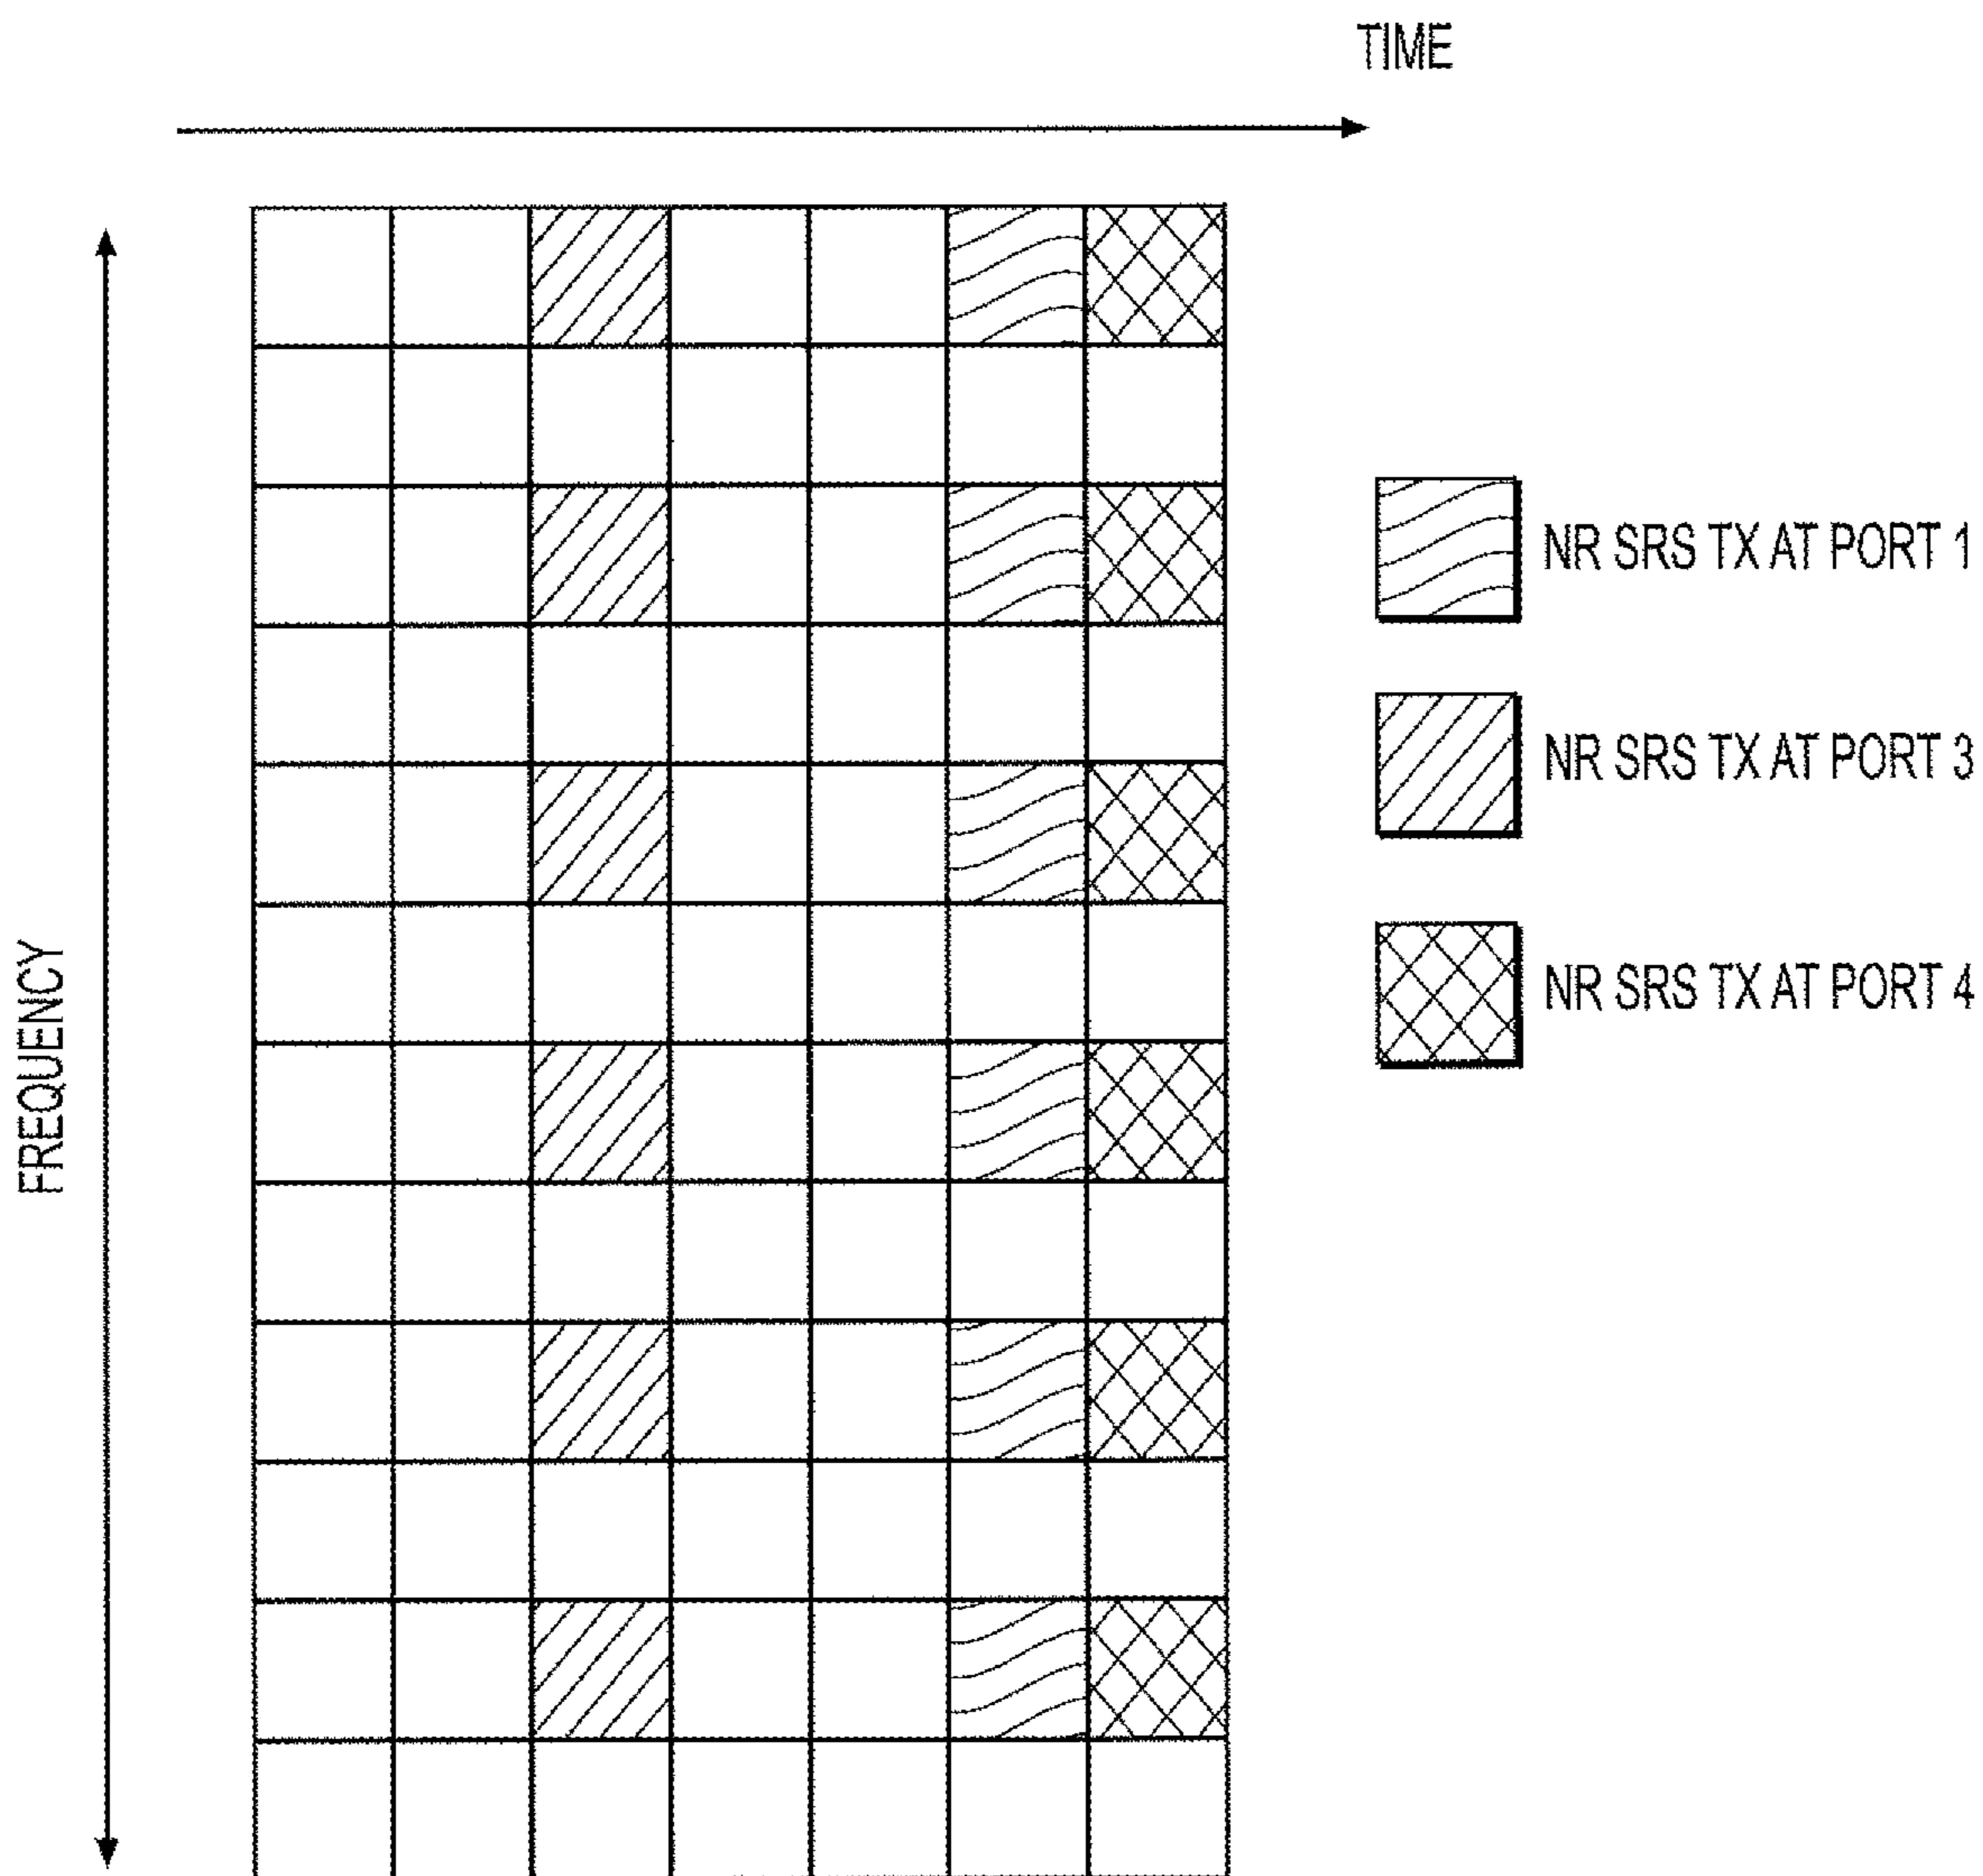 TIME
FREQUENCY
NR SRS TX AT PORT 1
NR SRS TX AT PORT 3
NR SRS TX AT PORT 4